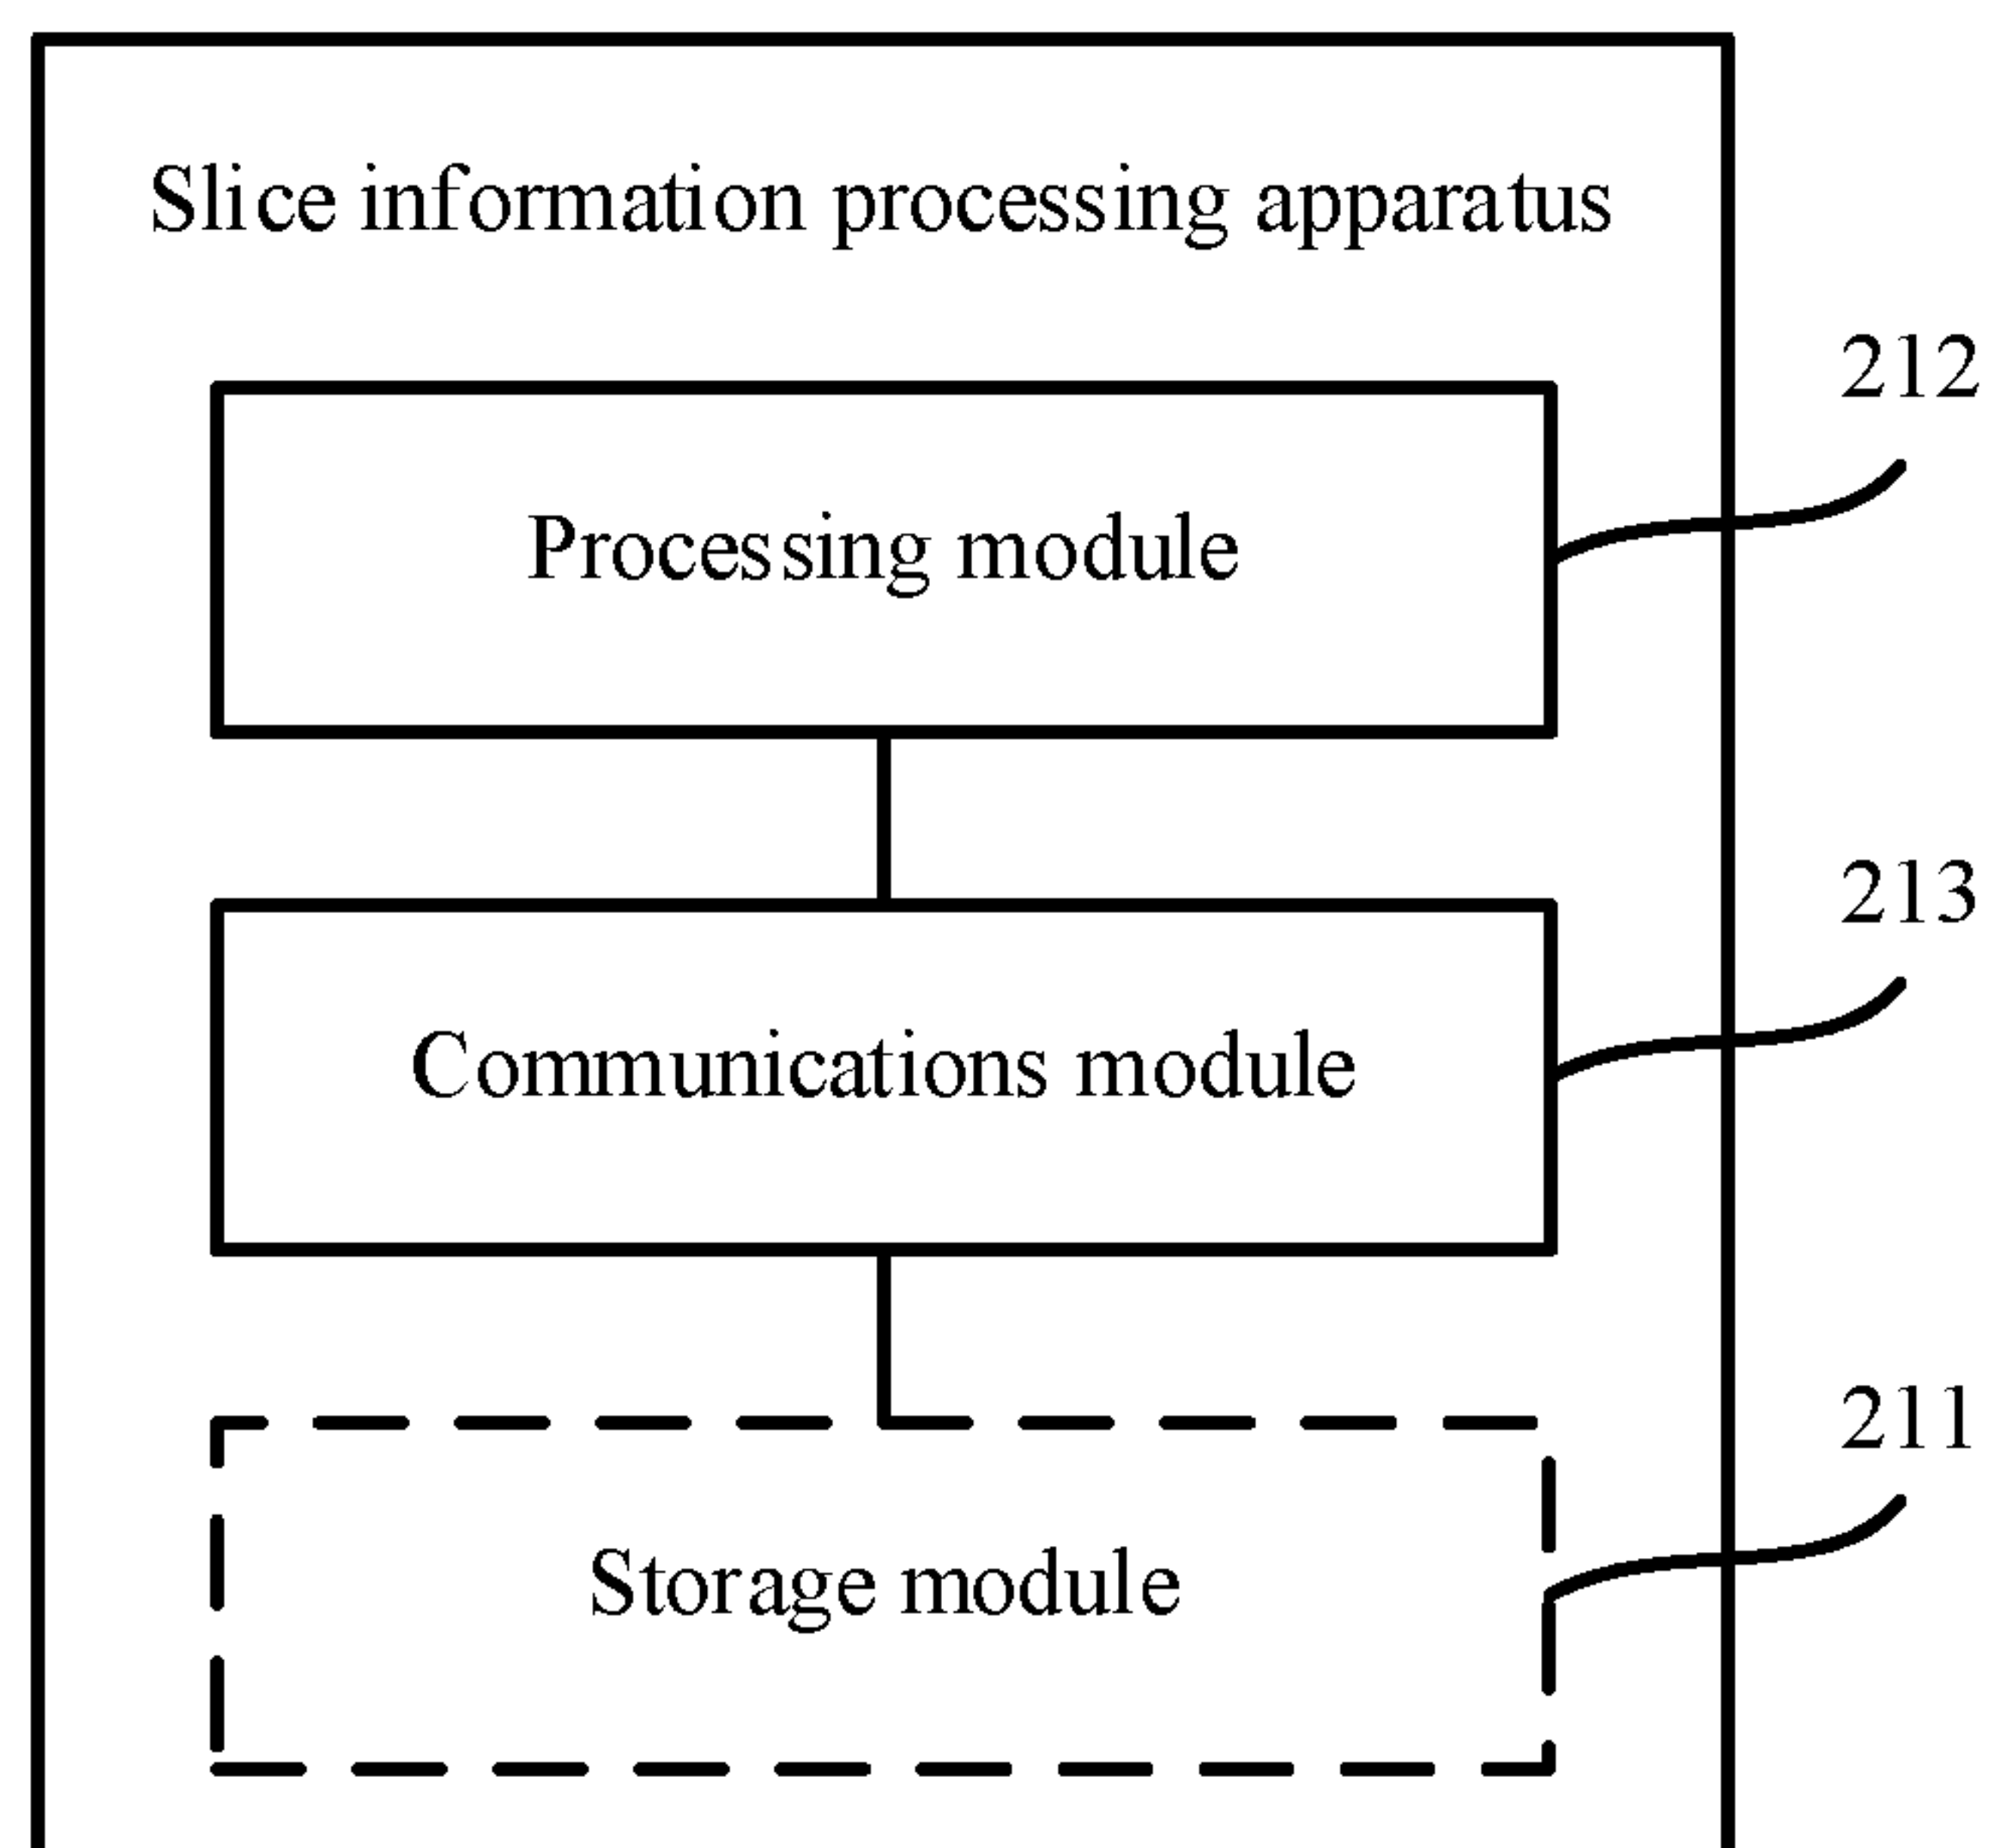 Slice information processing apparatus
212
Processing module
213
Communications module
211
Storage module